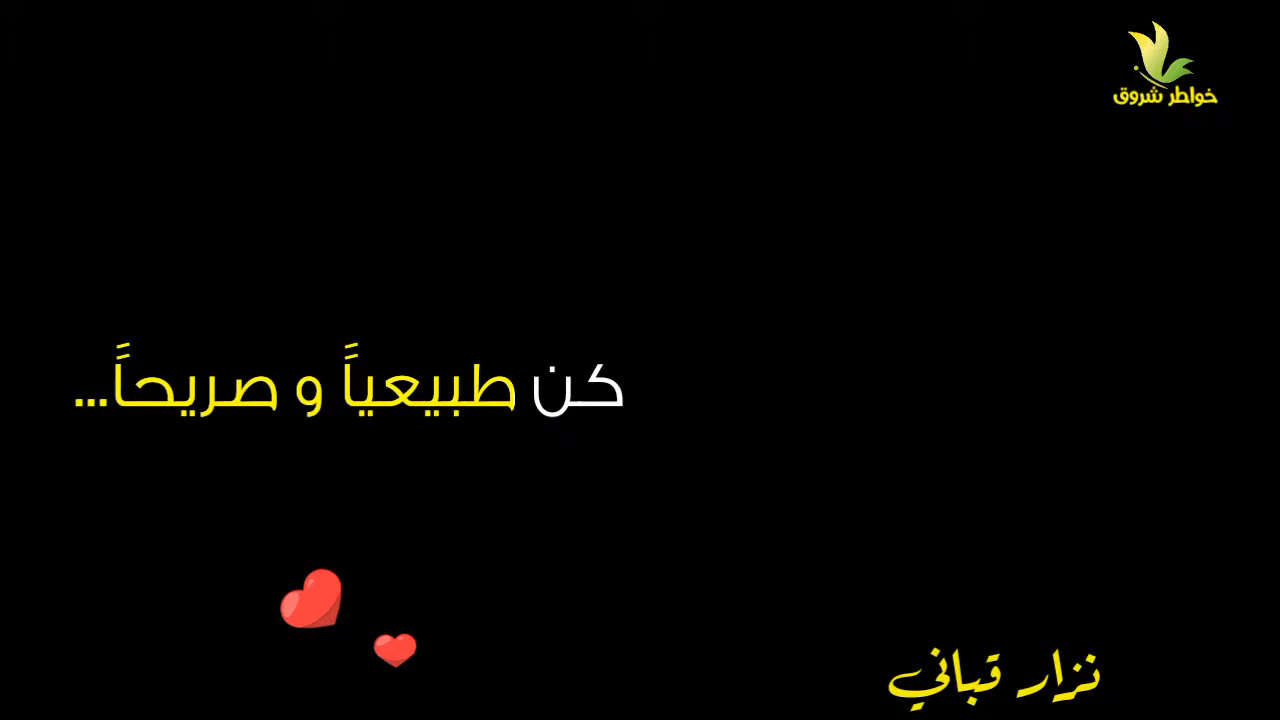 خواطر شروق
كن طبيعياً و صريحاً...
نزار قباني